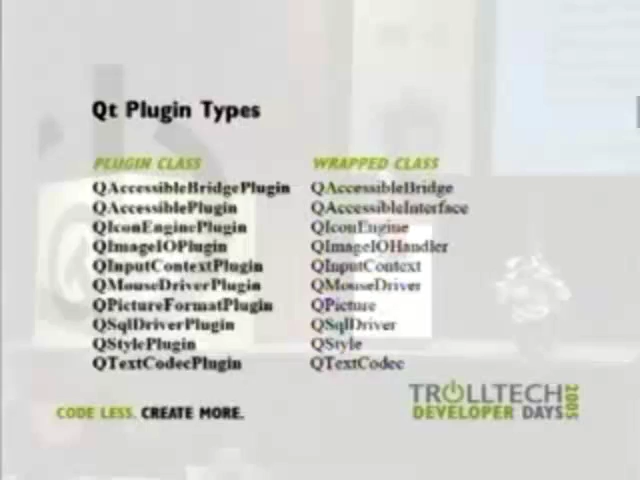 Qt Plugin Types
PLUGIN CLASS WRAPPED CLASS
QAccessibleBridgePlugin QAccessibleBridge
QAccessiblePlugin QAccessibleInterface
QIconEnginePlugin QIconEngine
QImageIOPlugin QImageIOHandler
QInputContextPlugin QInputContext
QMouseDriverPlugin QMouseDriver
QPictureFormatPlugin QPicture
QSqlDriverPlugin QSqlDriver
QStylePlugin QStyle
QTextCodecPlugin QTextCodec
CODE LESS. CREATE MORE.
TROLLTECH
DEVELOPER DAYS
2005